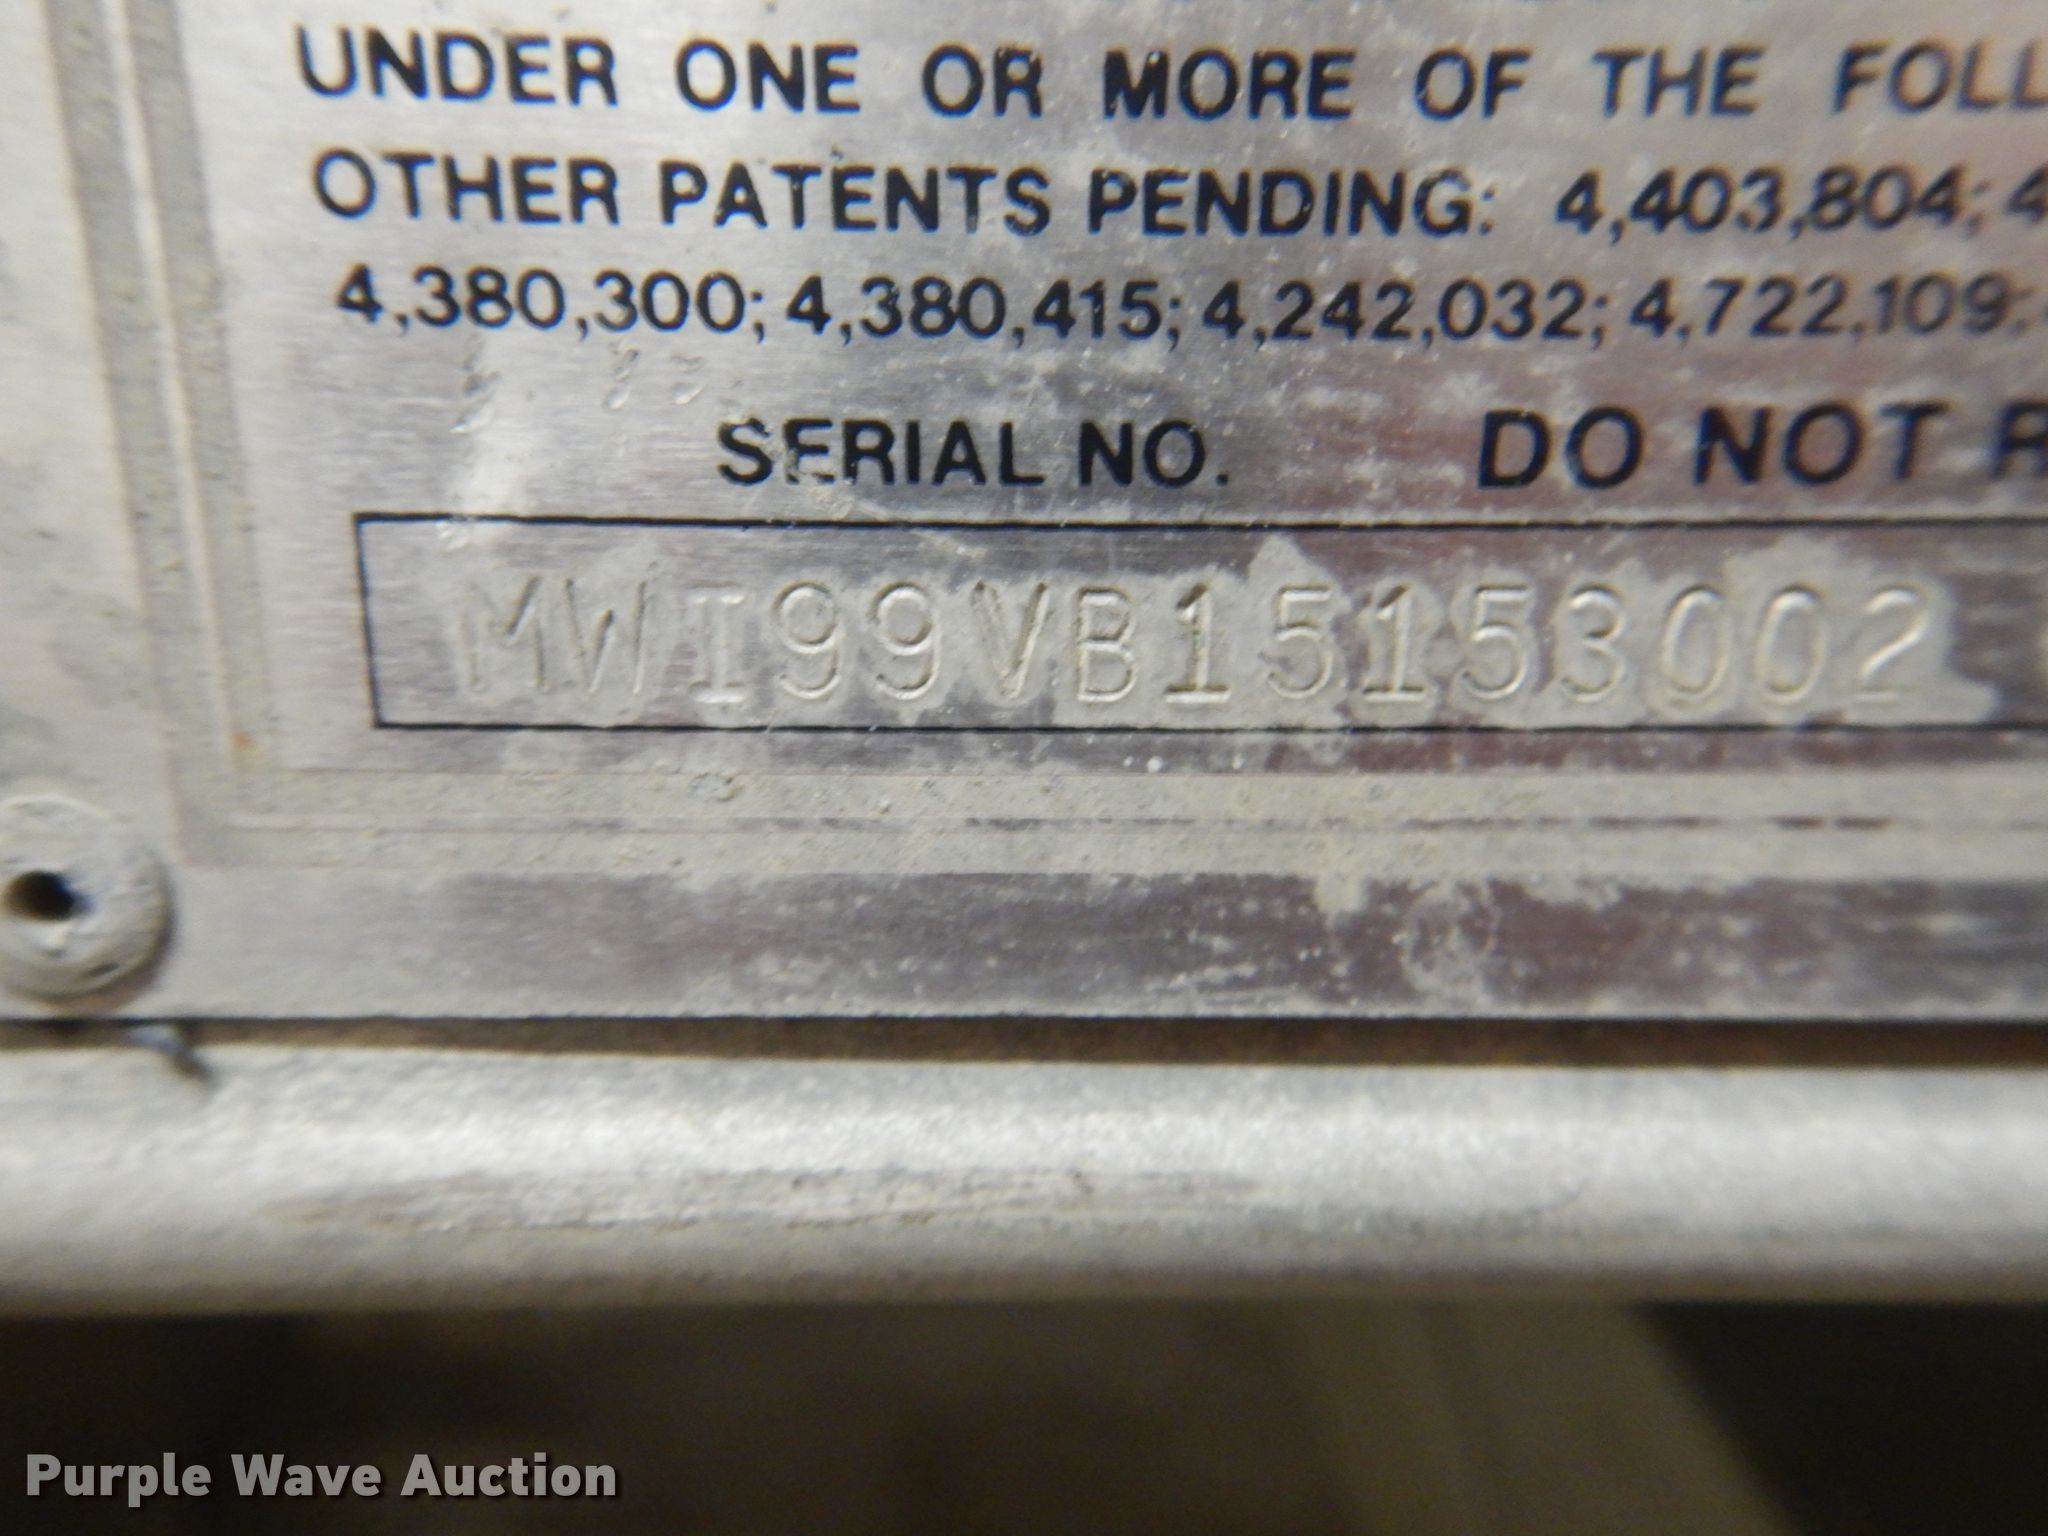 UNDER ONE OR MORE OF THE FOLL
OTHER PATENTS PENDING: 4,403,804; 4
4,380,300; 4,380,415; 4,242,032; 4,722,109;
SERIAL NO. DO NOT R
MWI99VB15153002
Purple Wave Auction